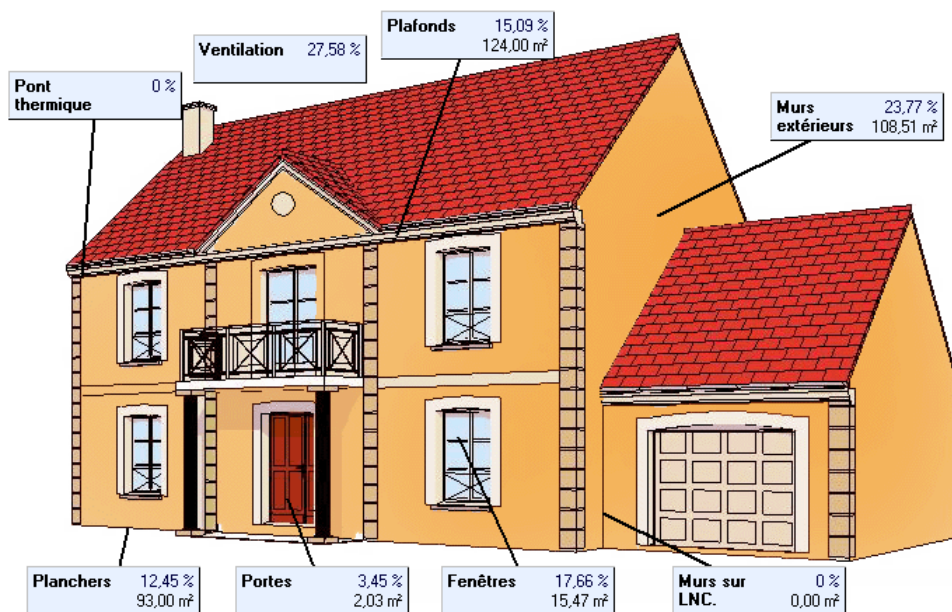 Plafonds 15,09 %
124,00 m²
Ventilation 27,58 %
Pont 0 %
thermique
Murs 23,77 %
extérieurs 108,51 m²
Planchers 12,45 %
93,00 m²
Portes 3,45 %
2,03 m²
Fenêtres 17,66 %
15,47 m²
Murs sur 0 %
LNC. 0,00 m²